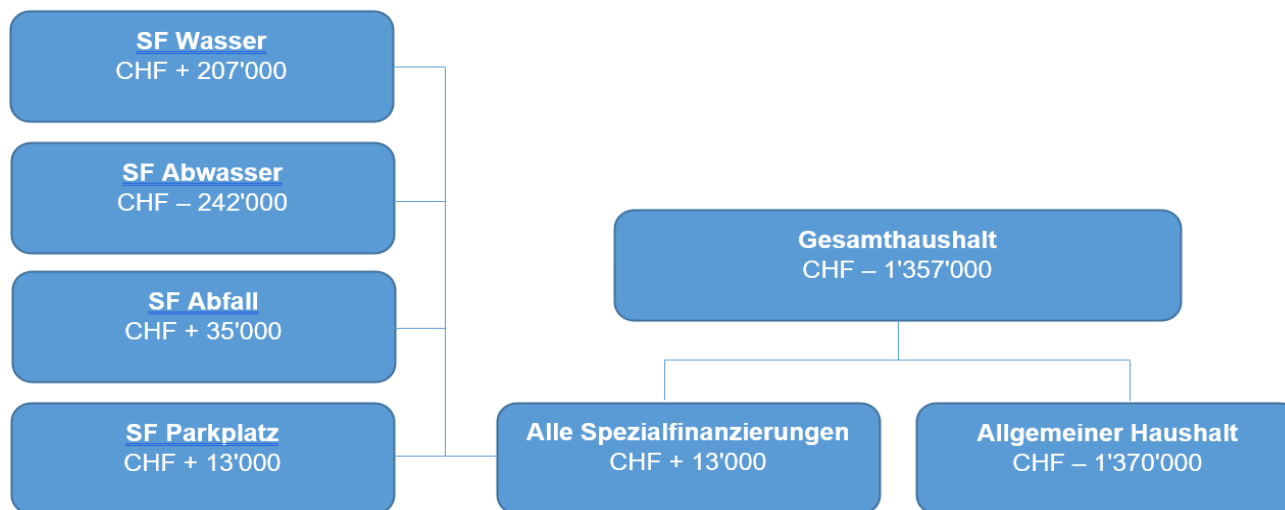 SF Wasser
CHF + 207'000
SF Abwasser
CHF – 242'000
SF Abfall
CHF + 35'000
SF Parkplatz
CHF + 13'000
Gesamthaushalt
CHF – 1'357'000
Alle Spezialfinanzierungen
CHF + 13'000
Allgemeiner Haushalt
CHF – 1'370'000